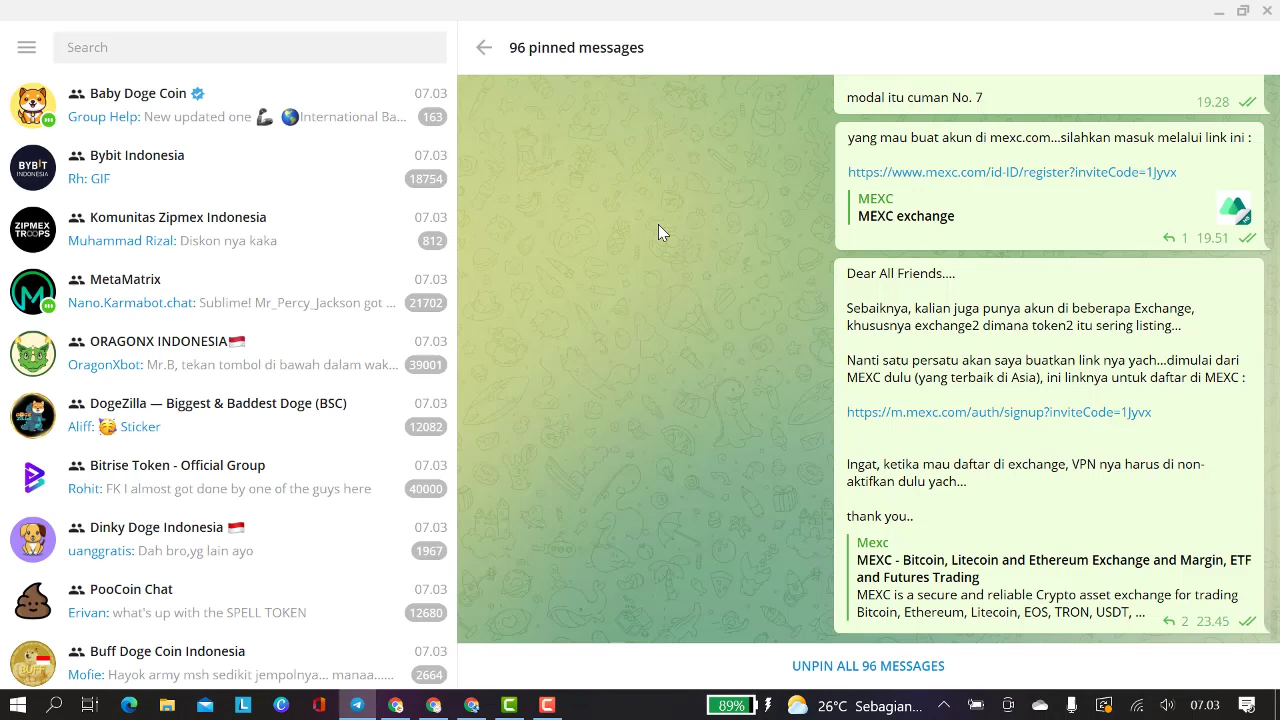 Search
96 pinned messages
Baby Doge Coin
07.03
Group Help: New updated one 💪🏿 🌎International Ba...
163
BYBIT
INDONESIA
Bybit Indonesia
07.03
Rh: GIF
18754
ZIPMEX
TROOPS
Komunitas Zipmex Indonesia
07.03
Muhammad Rizal: Diskon nya kaka
812
MetaMatrix
07.03
Nano.Karmabot.chat: Sublime! Mr_Percy_Jackson got ...
21702
ORAGONX INDONESIA🇮🇩
07.03
OragonXbot: Mr.B, tekan tombol di bawah dalam wak...
39001
DogeZilla — Biggest & Baddest Doge (BSC)
07.03
Aliff: 🥳 Sticker
12082
Bitrise Token - Official Group
07.03
Rohit: FK I almost got done by one of the guys here
40000
Dinky Doge Indonesia 🇮🇩
07.03
uanggratis: Dah bro,yg lain ayo
1967
PooCoin Chat
07.03
Erivan: what's up with the SPELL TOKEN
12680
BUFF
Buff Doge Coin Indonesia
07.03
Mofie: Hayokur my msh sedikit jempolnya... manaa....
2664
modal itu cuman No. 7
19.28
yang mau buat akun di mexc.com...silahkan masuk melalui link ini :
https://www.mexc.com/id-ID/register?inviteCode=1Jyvx
MEXC
MEXC exchange
1 19.51
Dear All Friends....
Sebaiknya, kalian juga punya akun di beberapa Exchange,
khususnya exchange2 dimana token2 itu sering listing...
Nanti satu persatu akan saya buatkan link nya yach...dimulai dari
MEXC dulu (yang terbaik di Asia), ini linknya untuk daftar di MEXC :
https://m.mexc.com/auth/signup?inviteCode=1Jyvx
Ingat, ketika mau daftar di exchange, VPN nya harus di non-
aktifkan dulu yach...
thank you..
Mexc
MEXC - Bitcoin, Litecoin and Ethereum Exchange and Margin, ETF
and Futures Trading
MEXC is a secure and reliable Crypto asset exchange for trading
Bitcoin, Ethereum, Litecoin, EOS, TRON, USDT, ...
2 23.45
UNPIN ALL 96 MESSAGES
89%
26°C Sebagian...
07.03